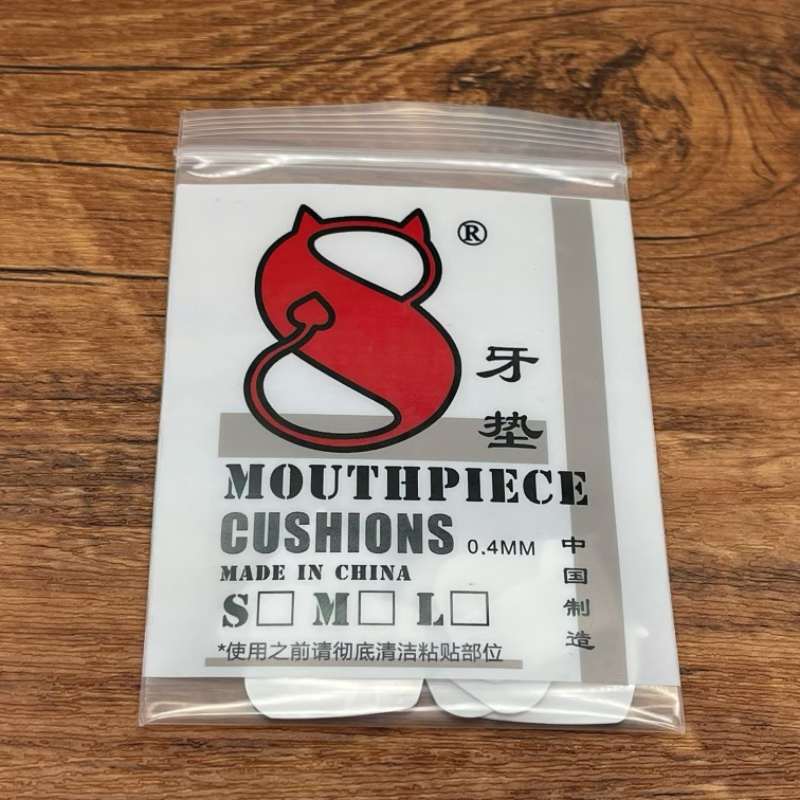 ®
牙垫
MOUTHPIECE
CUSHIONS 0.4MM
MADE IN CHINA
S□ M□ L□
中国制造
*使用之前请彻底清洁粘贴部位